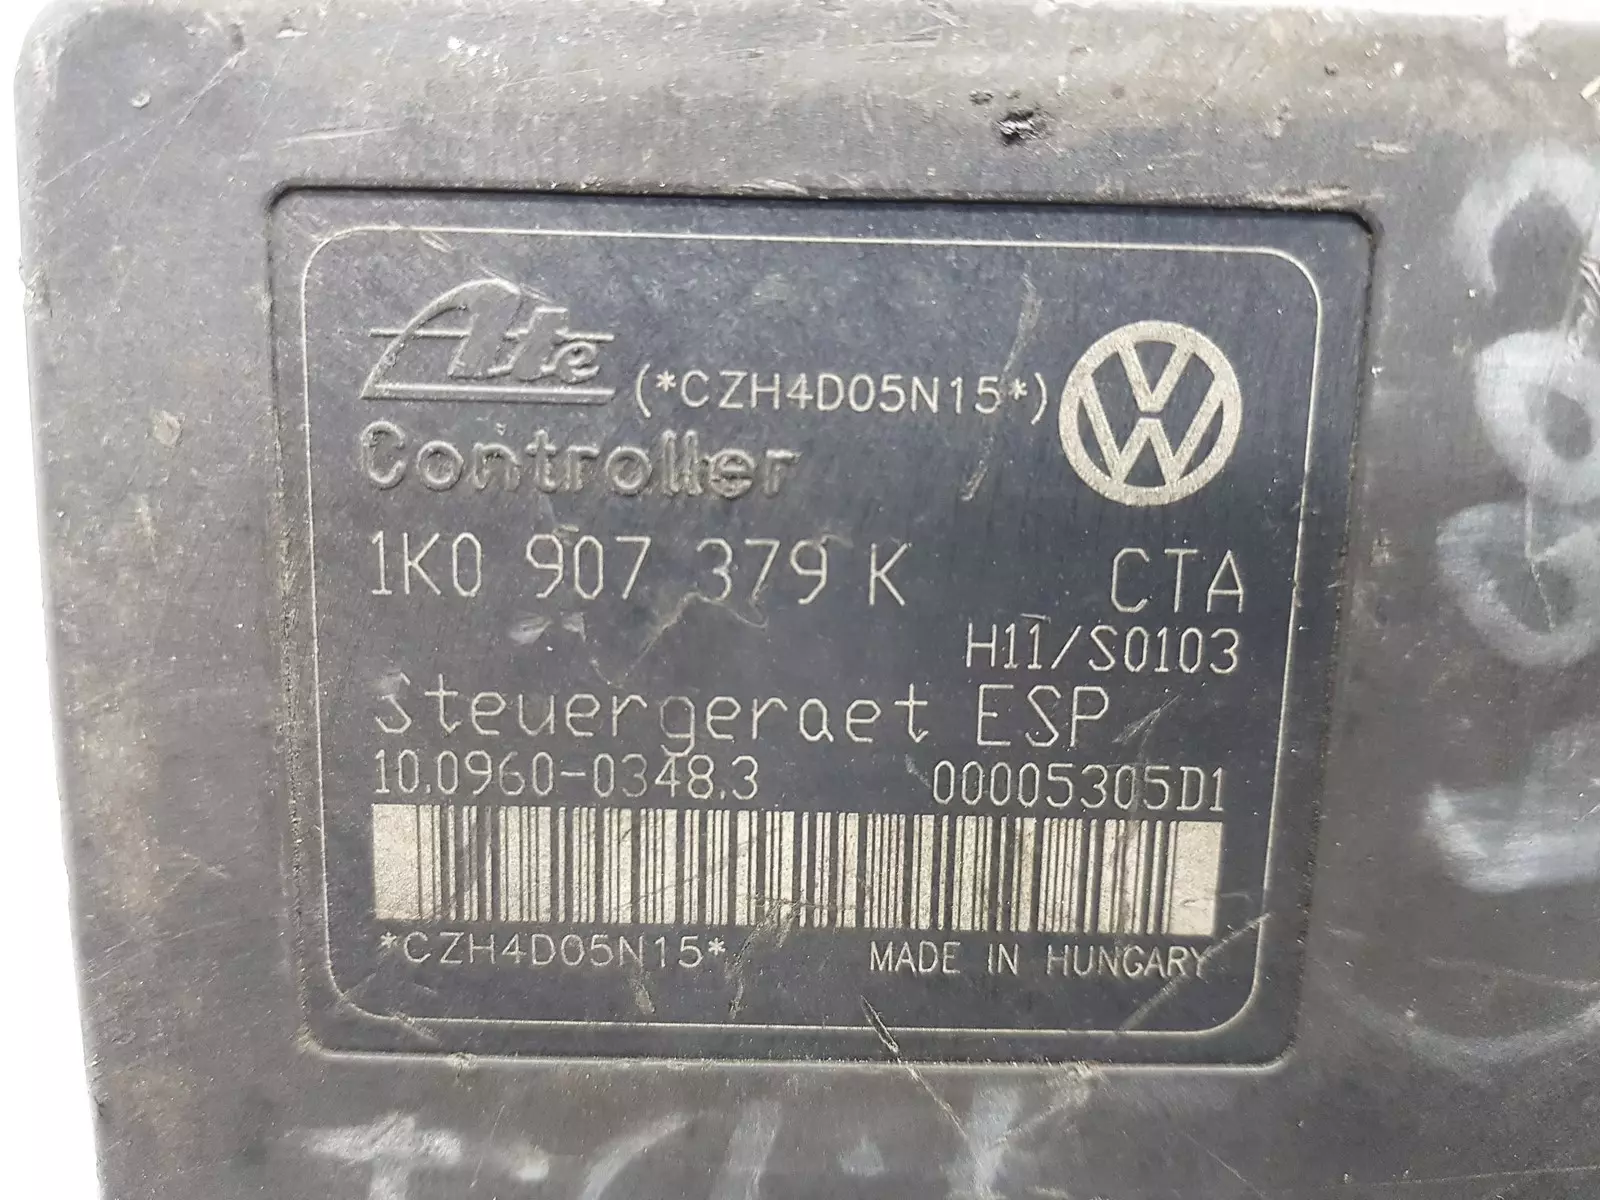 Ate (*CZH4D05N15*)
Controller
1K0 907 379 K CTA
H11/S0103
Steuergeraet ESP
10.0960-0348.3 00005305D1
*CZH4D05N15* MADE IN HUNGARY